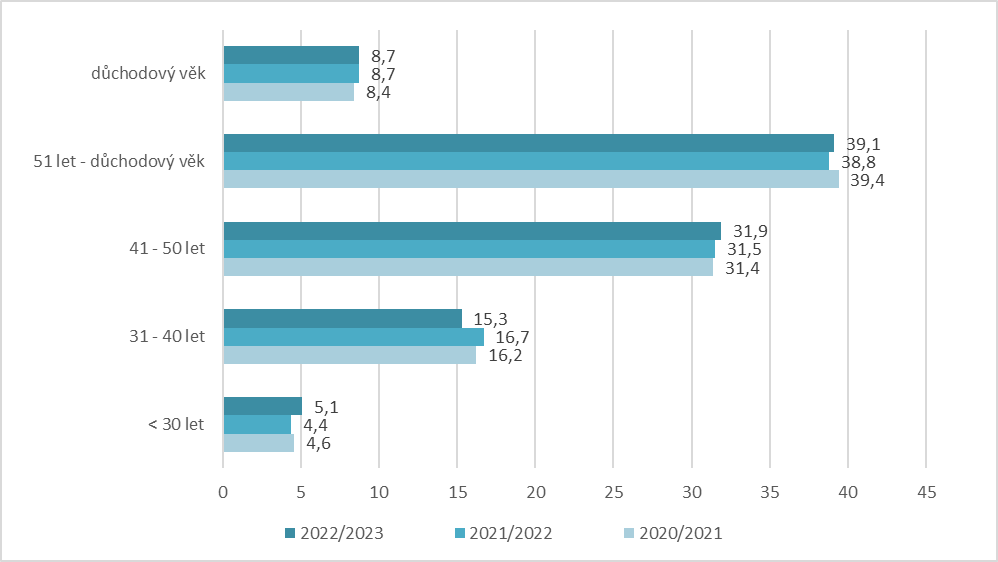 důchodový věk
8,7
8,7
8,4
51 let - důchodový věk
39,1
38,8
39,4
41 - 50 let
31,9
31,5
31,4
31 - 40 let
15,3
16,7
16,2
< 30 let
5,1
4,4
4,6
0 5 10 15 20 25 30 35 40 45
2022/2023 2021/2022 2020/2021